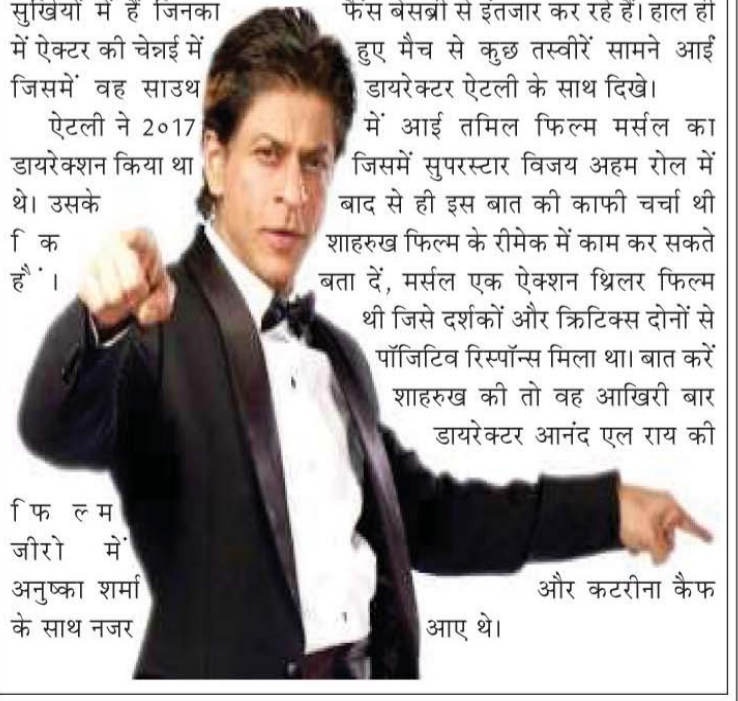 सुर्खियों में हैं जिनका फैंस बेसब्री से इंतजार कर रहे हैं। हाल ही
में ऐक्टर की चेन्नई में हुए मैच से कुछ तस्वीरें सामने आईं
जिसमें वह साउथ डायरेक्टर ऐटली के साथ दिखे।
ऐटली ने 2017 में आई तमिल फिल्म मर्सल का
डायरेक्शन किया था जिसमें सुपरस्टार विजय अहम रोल में
थे। उसके बाद से ही इस बात की काफी चर्चा थी
कि शाहरुख फिल्म के रीमेक में काम कर सकते
हैं। बता दें, मर्सल एक ऐक्शन थ्रिलर फिल्म
थी जिसे दर्शकों और क्रिटिक्स दोनों से
पॉजिटिव रिस्पॉन्स मिला था। बात करें
शाहरुख की तो वह आखिरी बार
डायरेक्टर आनंद एल राय की
फिल्म
जीरो में
अनुष्का शर्मा और कटरीना कैफ
के साथ नजर आए थे।